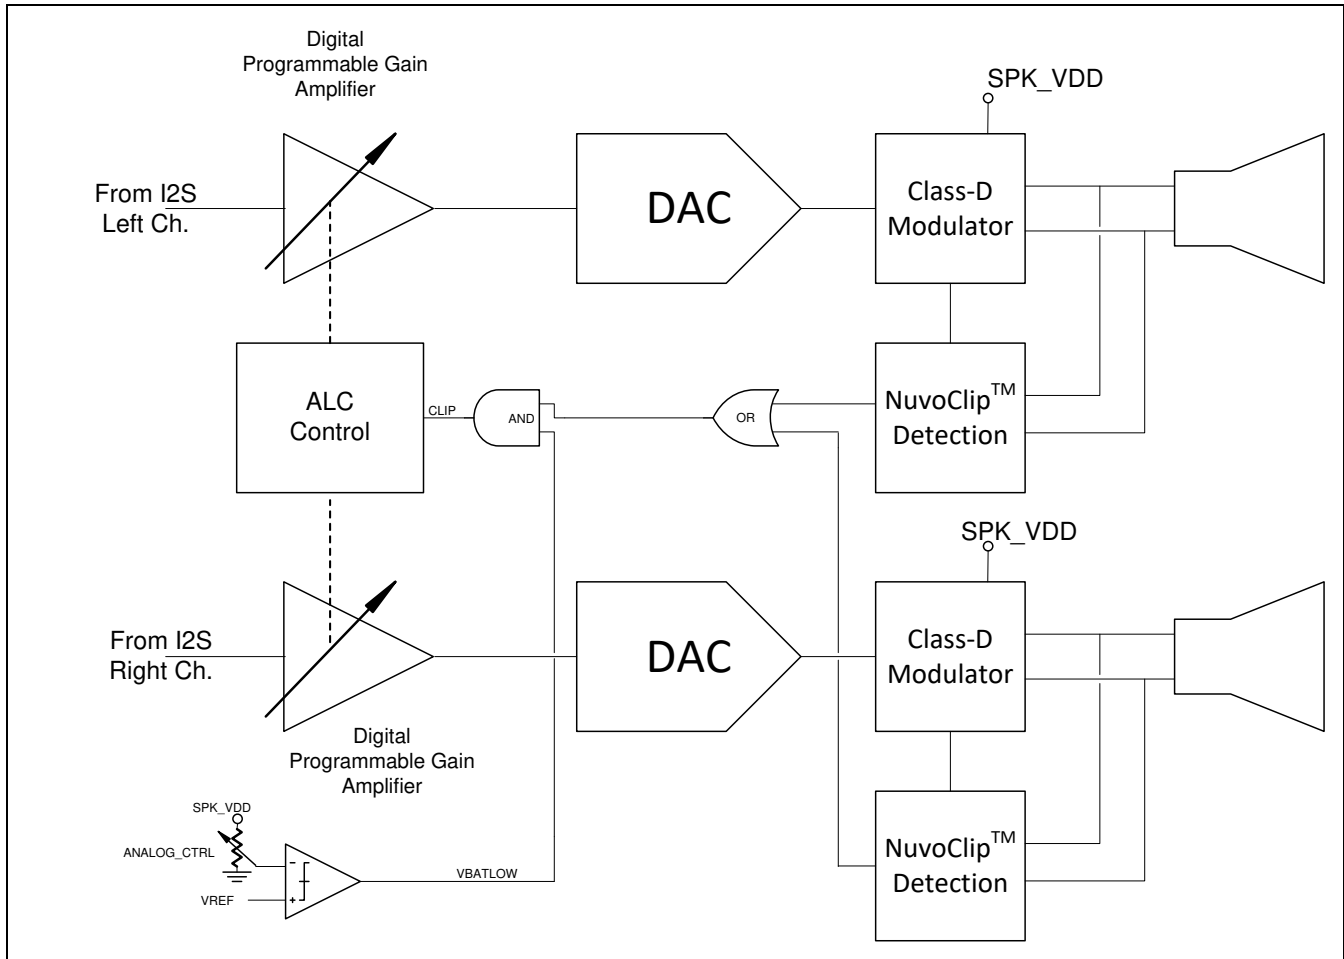 Digital
Programmable Gain
Amplifier
SPK_VDD
From I2S
Left Ch.
DAC
Class-D
Modulator
ALC
Control
CLIP
AND
OR
NuvoClip™
Detection
SPK_VDD
From I2S
Right Ch.
DAC
Class-D
Modulator
Digital
Programmable Gain
Amplifier
SPK_VDD
ANALOG_CTRL
-
VREF
+
VBATLOW
NuvoClip™
Detection